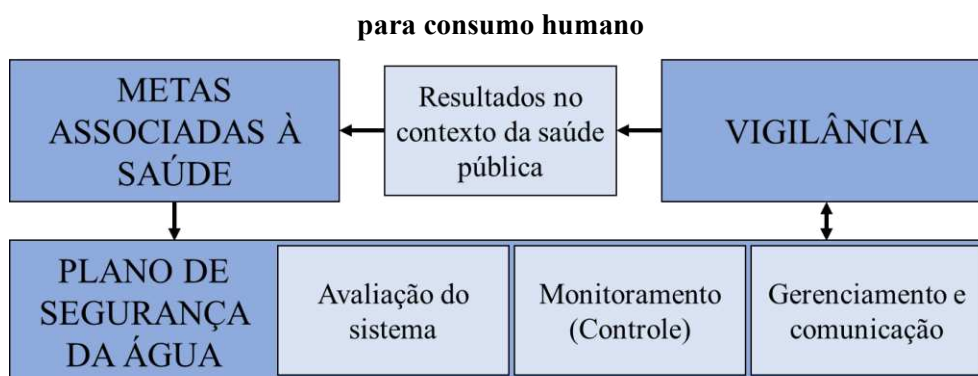 para consumo humano
METAS
ASSOCIADAS À
SAÚDE
Resultados no
contexto da saúde
pública
VIGILÂNCIA
PLANO DE
SEGURANÇA
DA ÁGUA
Avaliação do
sistema
Monitoramento
(Controle)
Gerenciamento e
comunicação